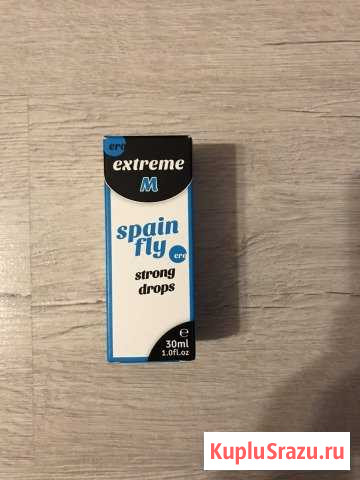 ero
extreme
M
spain
fly
ero
strong
drops
e
30ml
1.0fl.oz
KupluSrazu.ru